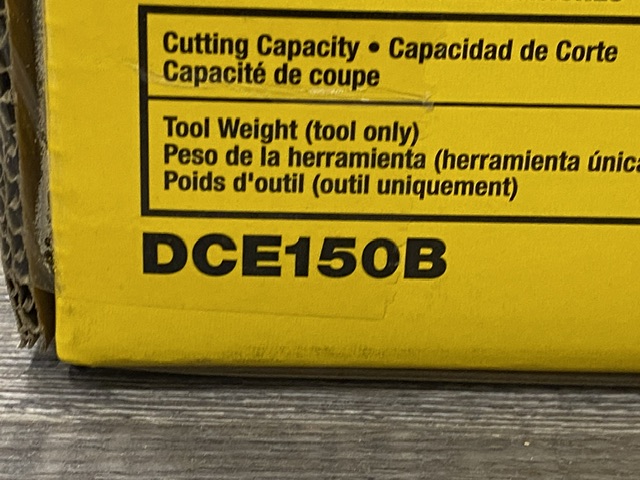 Cutting Capacity • Capacidad de Corte
Capacité de coupe
Tool Weight (tool only)
Peso de la herramienta (herramienta
Poids d'outil (outil uniquement)
DCE150B